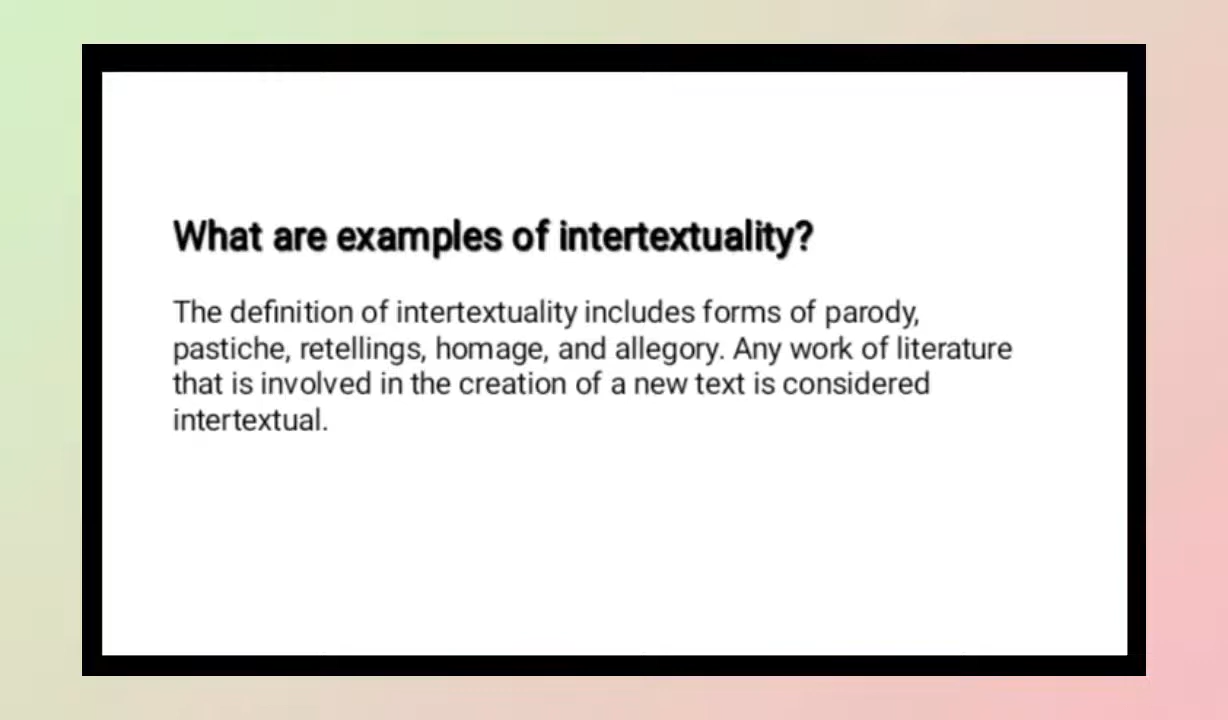 What are examples of intertextuality?
The definition of intertextuality includes forms of parody,
pastiche, retellings, homage, and allegory. Any work of literature
that is involved in the creation of a new text is considered
intertextual.